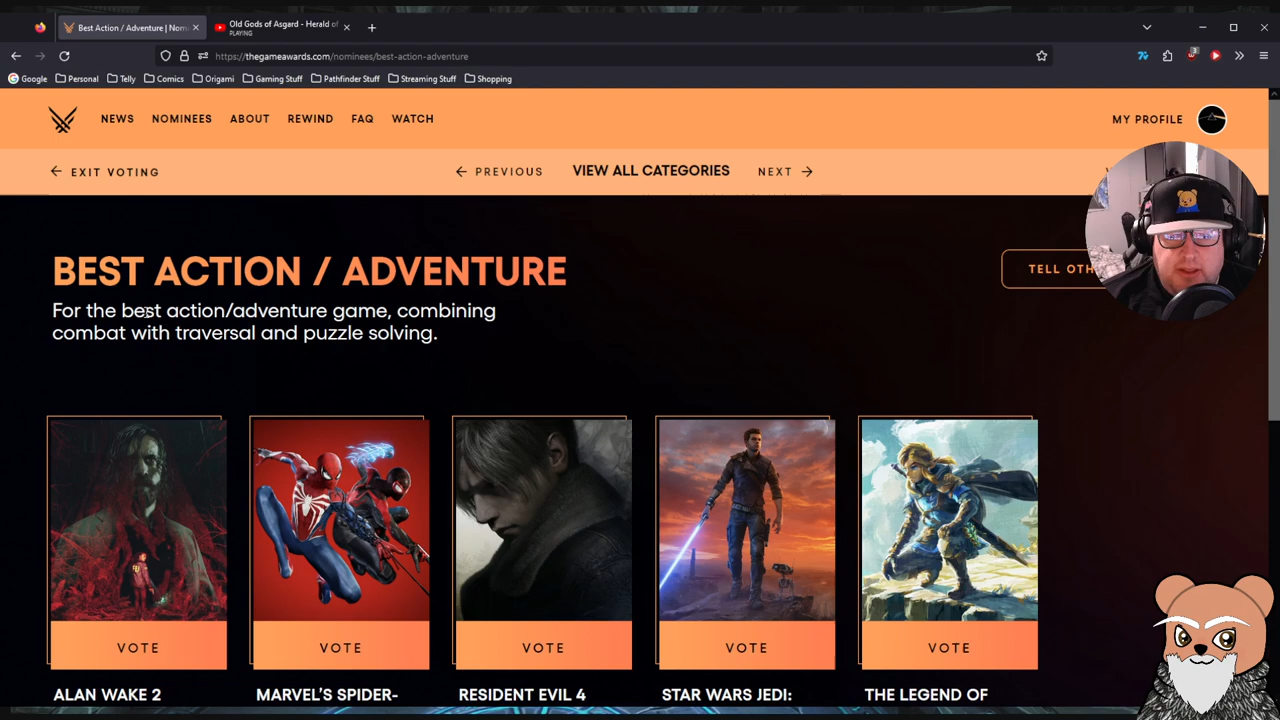 Best Action / Adventure | Nom
Old Gods of Asgard - Herald of
PLAYING
https://thegameawards.com/nominees/best-action-adventure
3
Google Personal Telly Comics Origami Gaming Stuff Pathfinder Stuff Streaming Stuff Shopping
NEWS NOMINEES ABOUT REWIND FAQ WATCH MY PROFILE
EXIT VOTING PREVIOUS VIEW ALL CATEGORIES NEXT
BEST ACTION / ADVENTURE
TELL OTH
For the best action/adventure game, combining
combat with traversal and puzzle solving.
VOTE VOTE VOTE VOTE VOTE
ALAN WAKE 2 MARVEL'S SPIDER- RESIDENT EVIL 4 STAR WARS JEDI: THE LEGEND OF